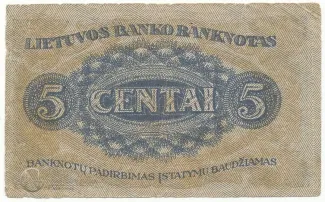 LIETUVOS BANKO BANKNOTAS
5 CENTAI 5
BANKNOTŲ PADIRBIMAS ĮSTATYMŲ BAUDŽIAMAS